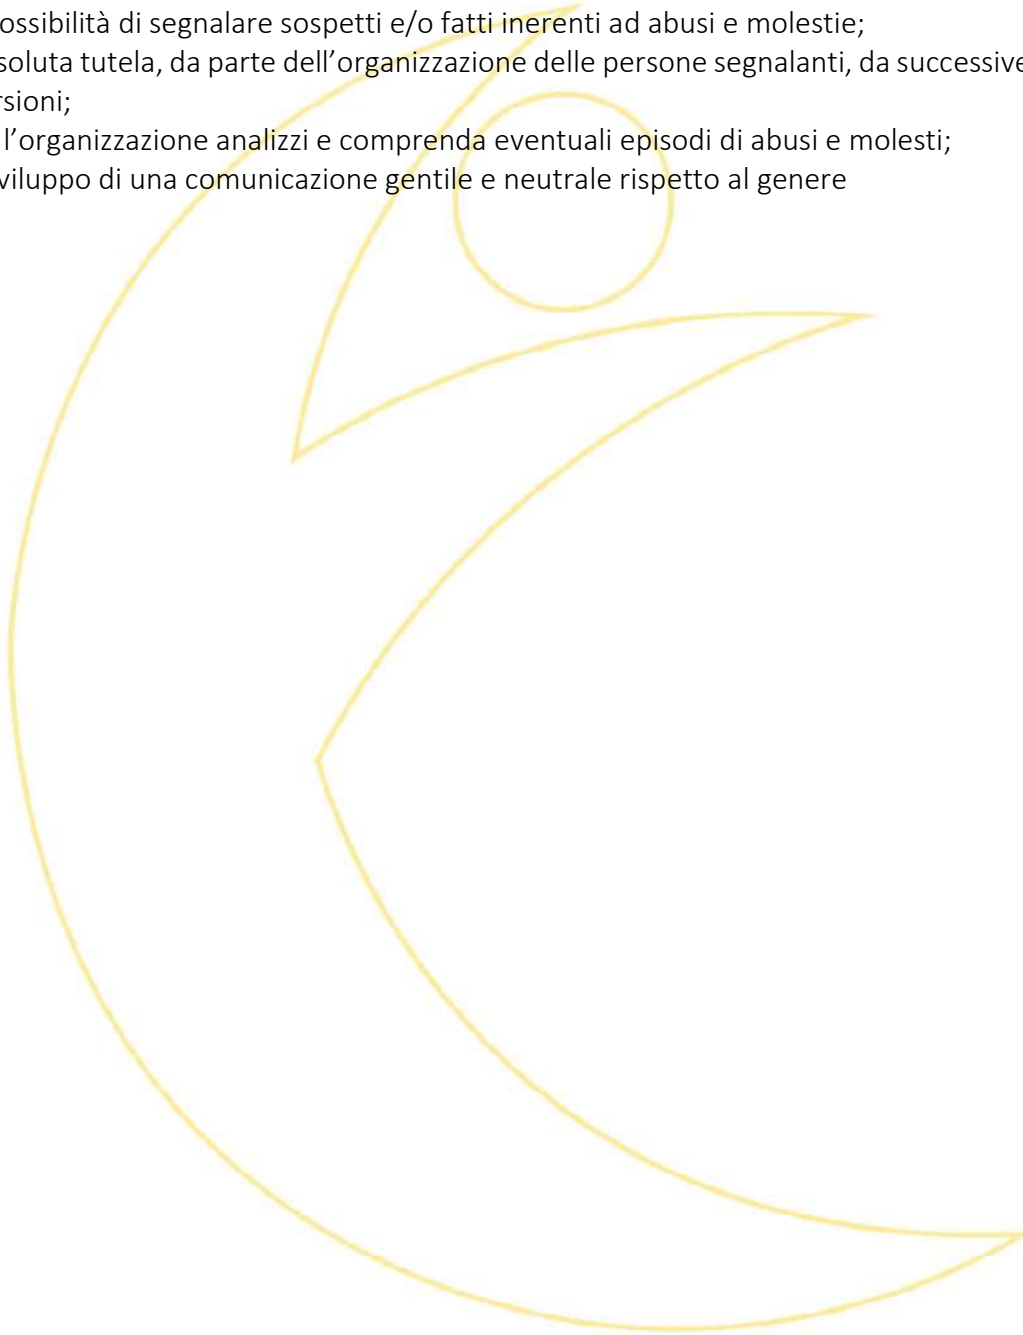 ossibilità di segnalare sospetti e/o fatti inerenti ad abusi e molestie;
soluta tutela, da parte dell’organizzazione delle persone segnalanti, da successive
rsioni;
l’organizzazione analizzi e comprenda eventuali episodi di abusi e molesti;
viluppo di una comunicazione gentile e neutrale rispetto al genere